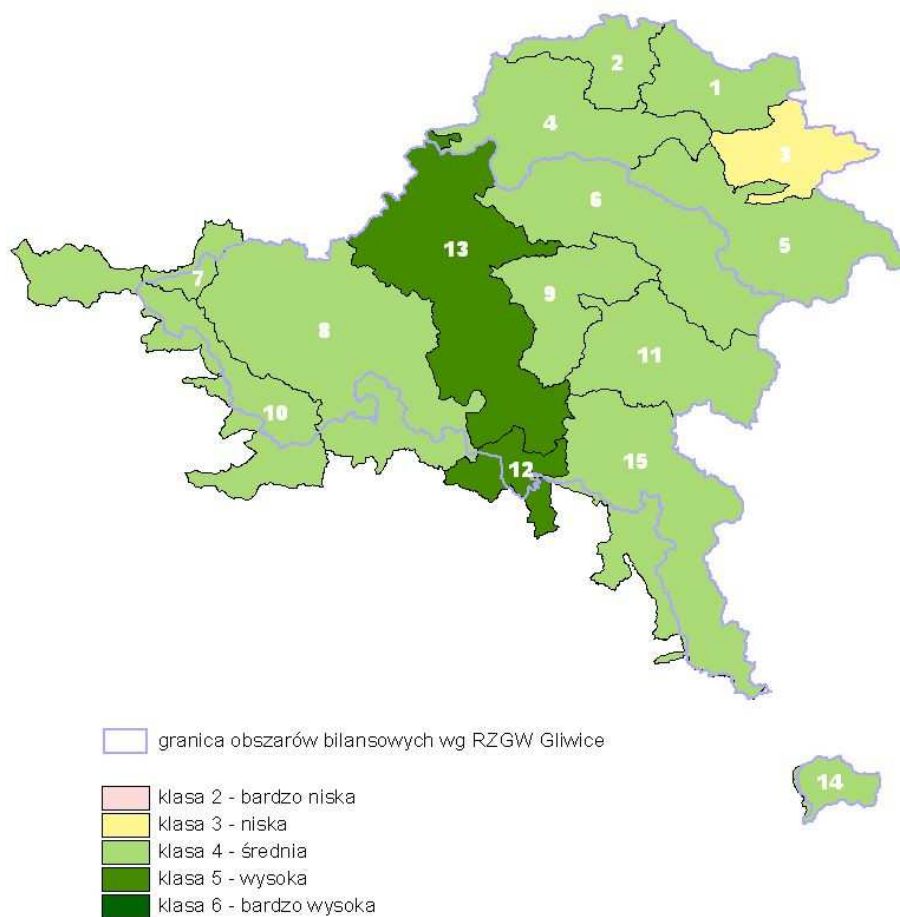 2
1
4
3
6
5
13
7
9
8
11
10
12
15
granica obszarów bilansowych wg RZGW Gliwice
14
klasa 2 - bardzo niska
klasa 3 - niska
klasa 4 - średnia
klasa 5 - wysoka
klasa 6 - bardzo wysoka